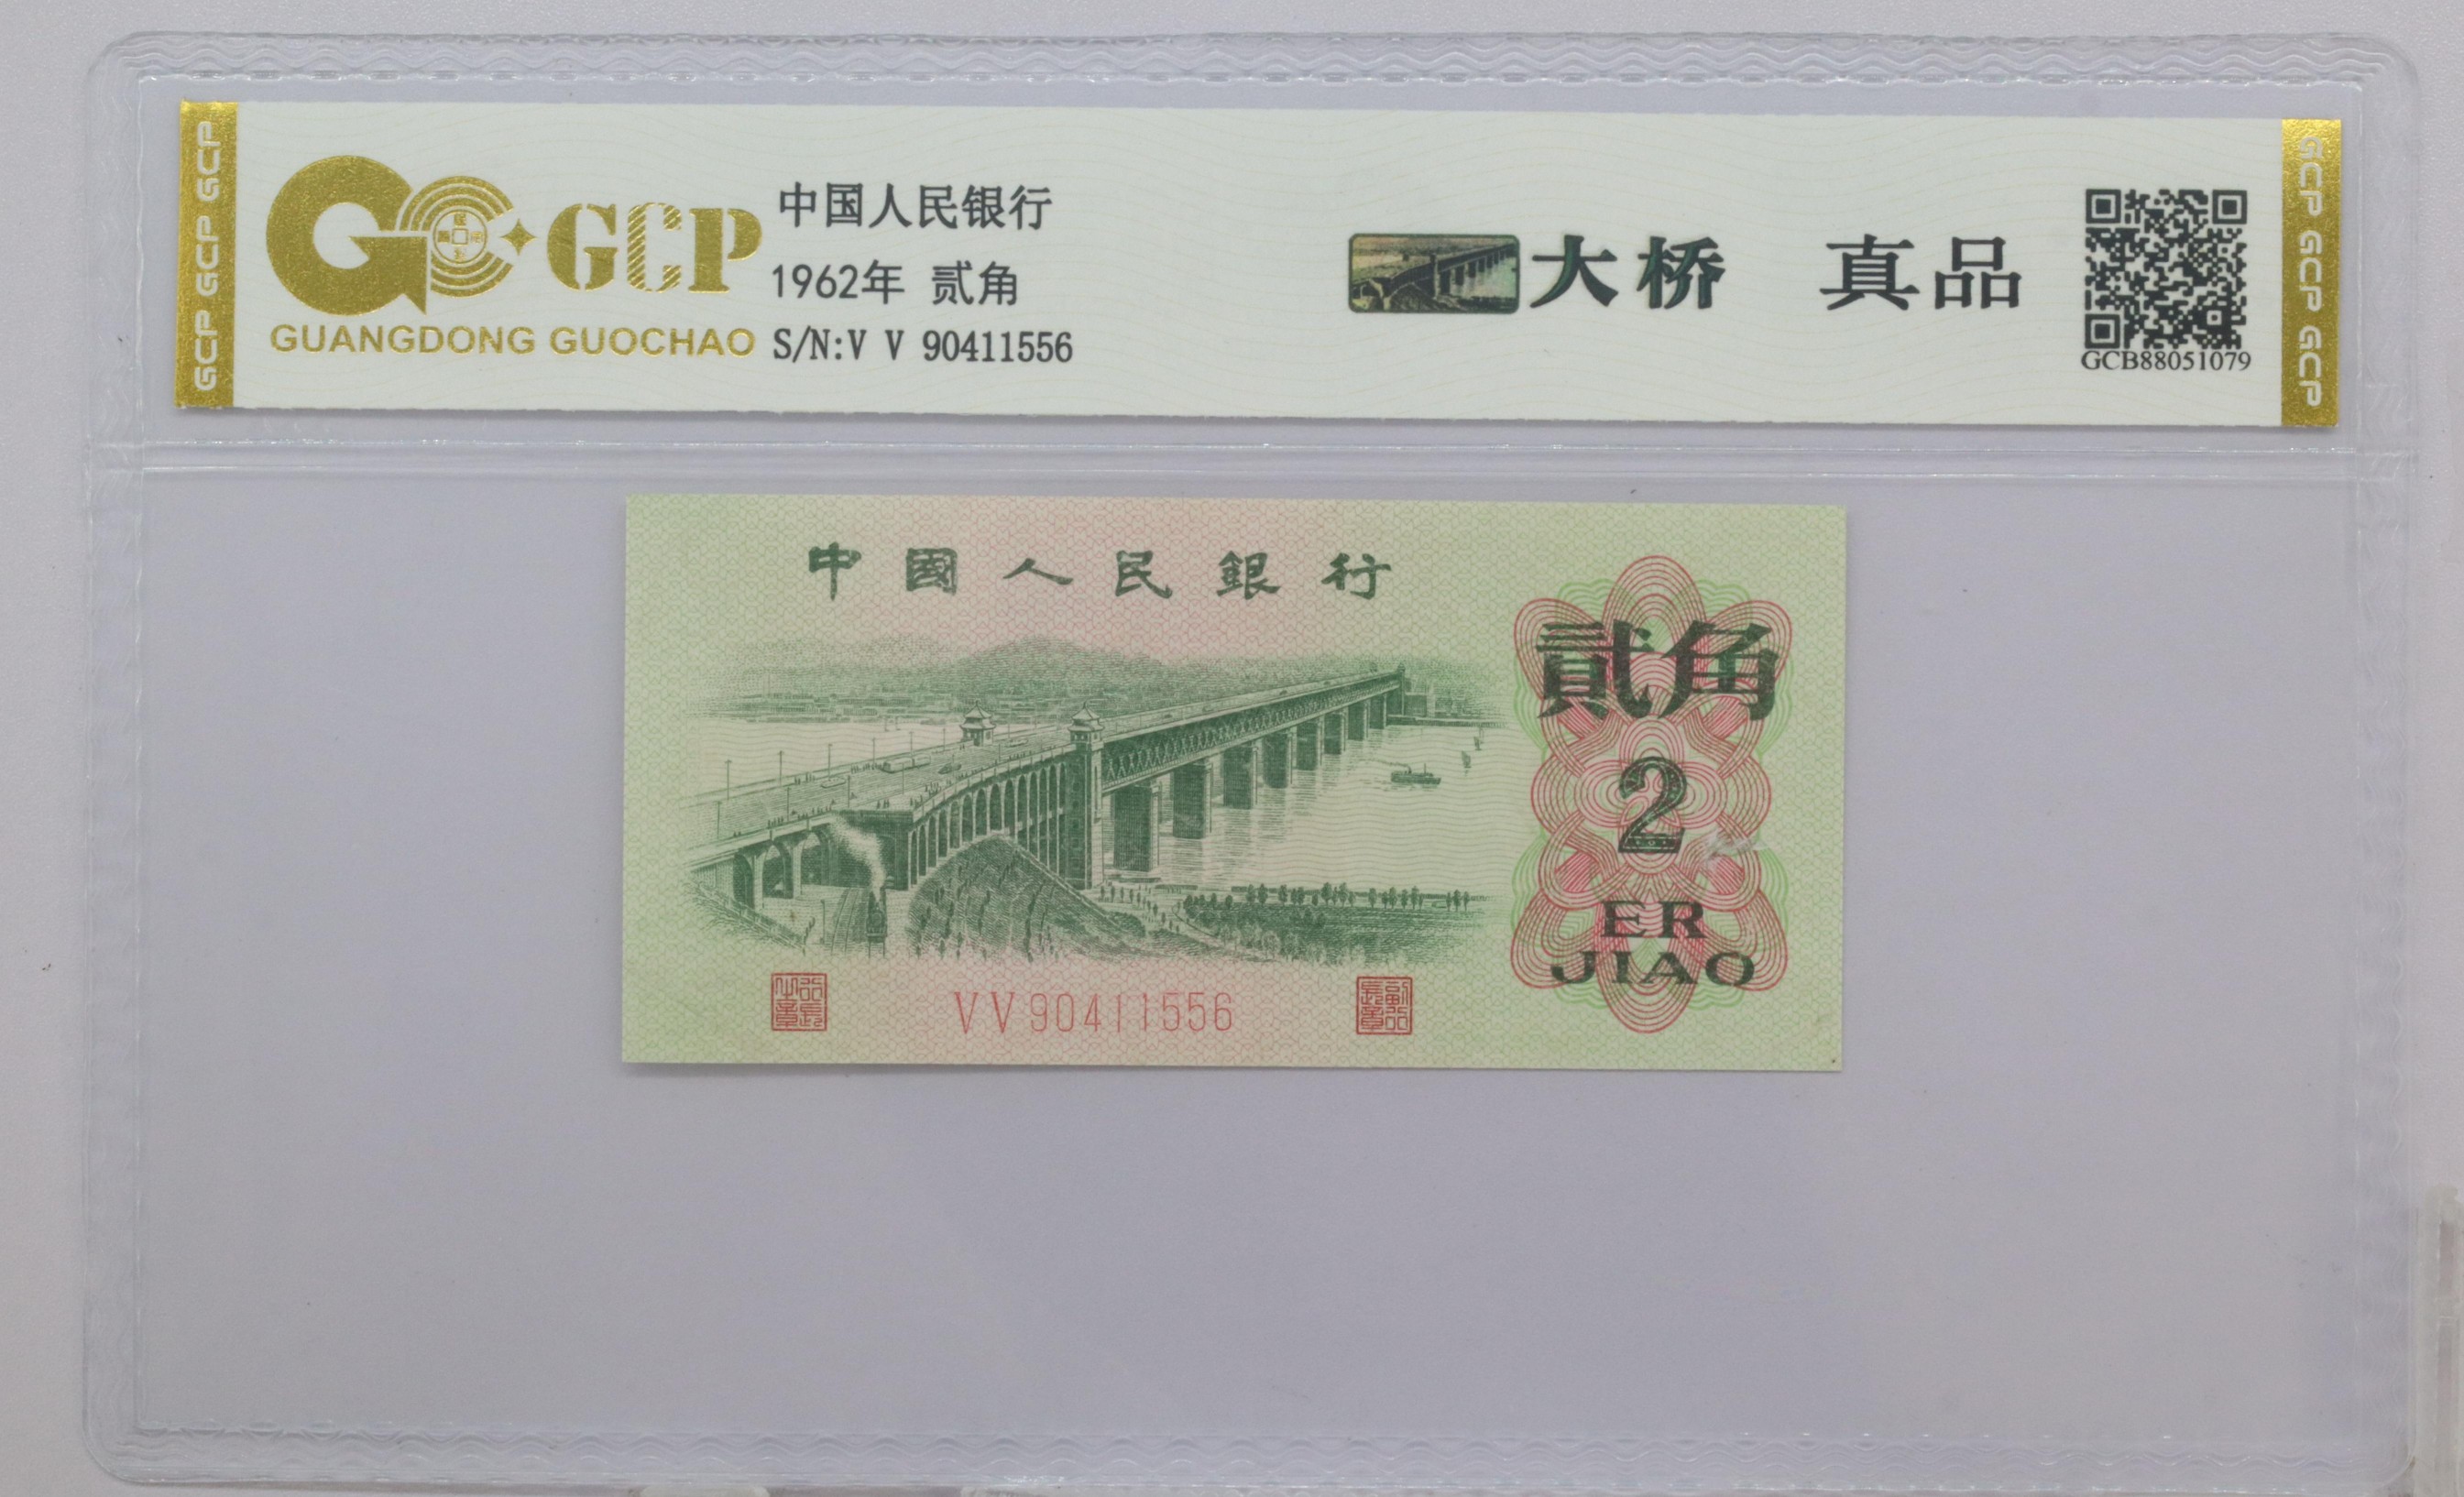 GCP GCP GCP
GCP
GUANGDONG GUOCHAO
中国人民银行
1962年 贰角
S/N:V V 90411556
大桥 真品
GCB88051079
GCP GCP GCP
中國人民銀行
貳角
2
ER
JIAO
VV90411556